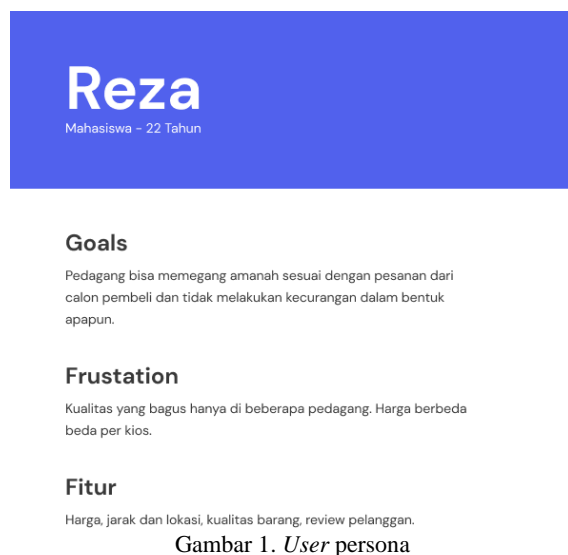 Reza
Mahasiswa - 22 Tahun
Goals
Pedagang bisa memegang amanah sesuai dengan pesanan dari
calon pembeli dan tidak melakukan kecurangan dalam bentuk
apapun.
Frustation
Kualitas yang bagus hanya di beberapa pedagang. Harga berbeda
beda per kios.
Fitur
Harga, jarak dan lokasi, kualitas barang, review pelanggan.
Gambar 1. User persona